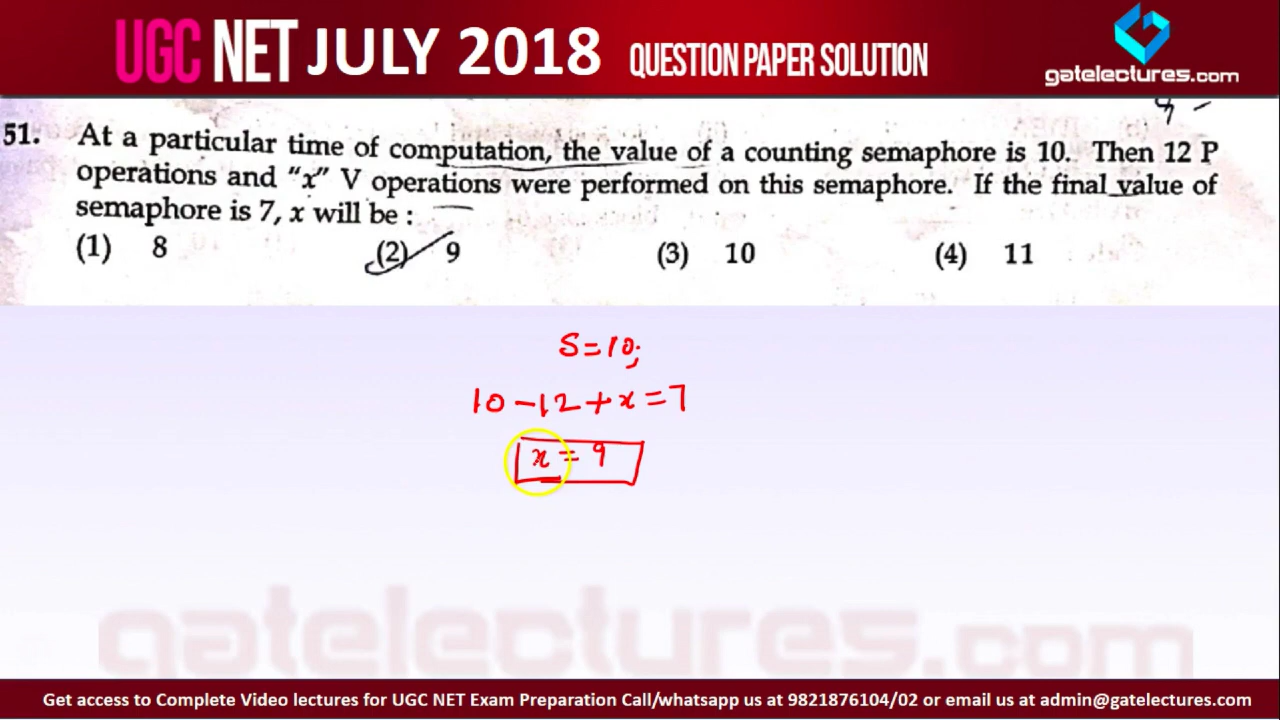 UGC NET JULY 2018 QUESTION PAPER SOLUTION
gatelectures.com
51. At a particular time of computation, the value of a counting semaphore is 10. Then 12 P
operations and "x" V operations were performed on this semaphore. If the final value of
semaphore is 7, x will be :
(1) 8 (2) 9 (3) 10 (4) 11
S=10;
10-12+x=7
x=9
gatelectures.com
Get access to Complete Video lectures for UGC NET Exam Preparation Call/whatsapp us at 9821876104/02 or email us at admin@gatelectures.com